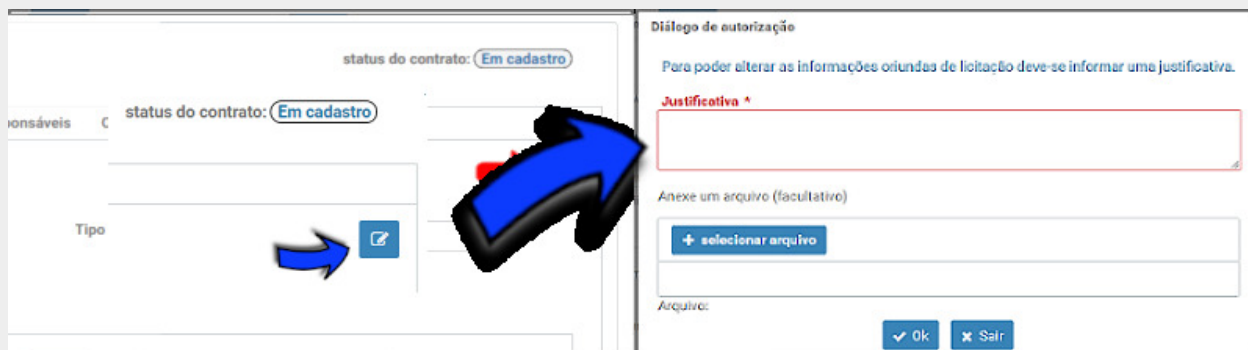 status do contrato: Em cadastro
status do contrato: Em cadastro
ponsáveis
Tipo
Diálogo de autorização
Para poder alterar as informações oriundas de licitação deve-se informar uma justificativa.
Justificativa *
Anexe um arquivo (facultativo)
+ selecionar arquivo
Arquivo:
Ok
Sair